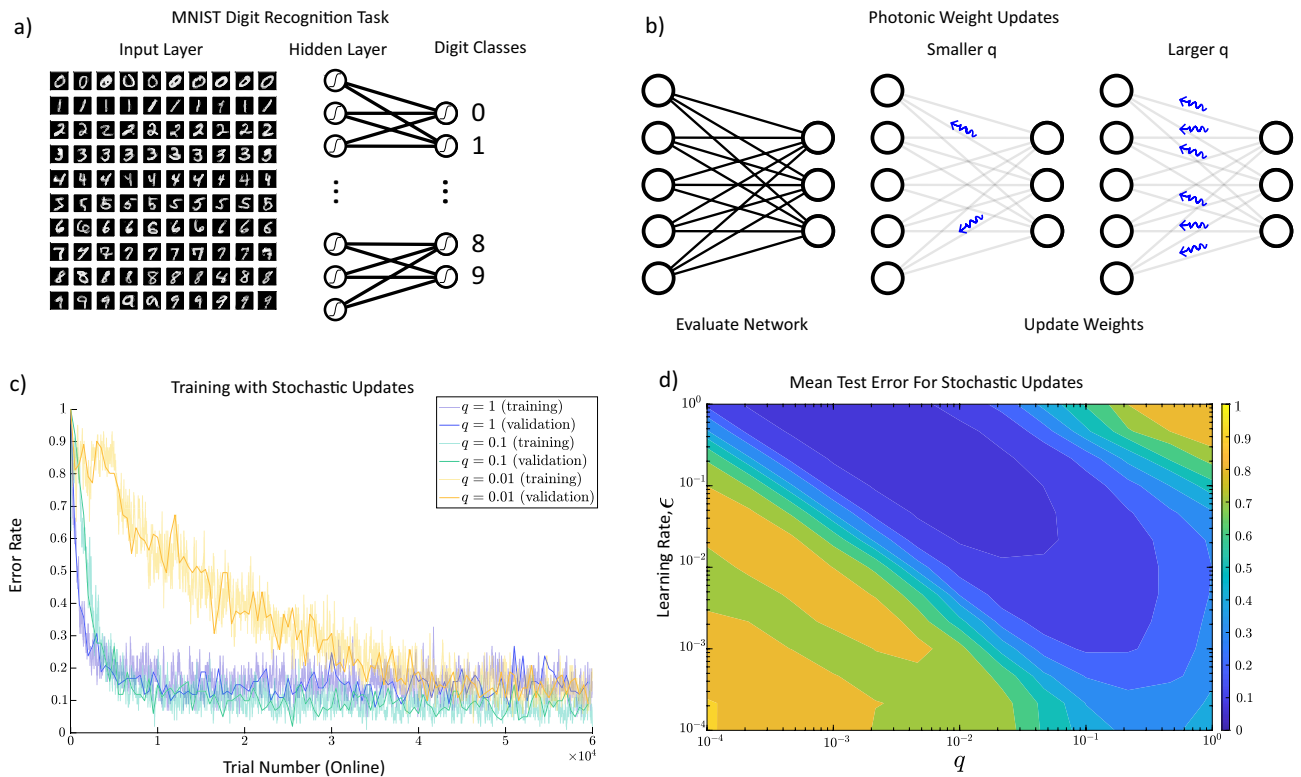 a)
MNIST Digit Recognition Task
Input Layer
Hidden Layer
Digit Classes
0
1
8
9
b)
Photonic Weight Updates
Smaller q
Larger q
Evaluate Network
Update Weights
c)
Training with Stochastic Updates
q = 1 (training)
q = 1 (validation)
q = 0.1 (training)
q = 0.1 (validation)
q = 0.01 (training)
q = 0.01 (validation)
Error Rate
1
0.9
0.8
0.7
0.6
0.5
0.4
0.3
0.2
0.1
0
0 1 2 3 4 5 6
×10⁴
Trial Number (Online)
d)
Mean Test Error For Stochastic Updates
Learning Rate, ϵ
10⁰
10⁻¹
10⁻²
10⁻³
10⁻⁴
10⁻⁴ 10⁻³ 10⁻² 10⁻¹ 10⁰
q
1
0.9
0.8
0.7
0.6
0.5
0.4
0.3
0.2
0.1
0